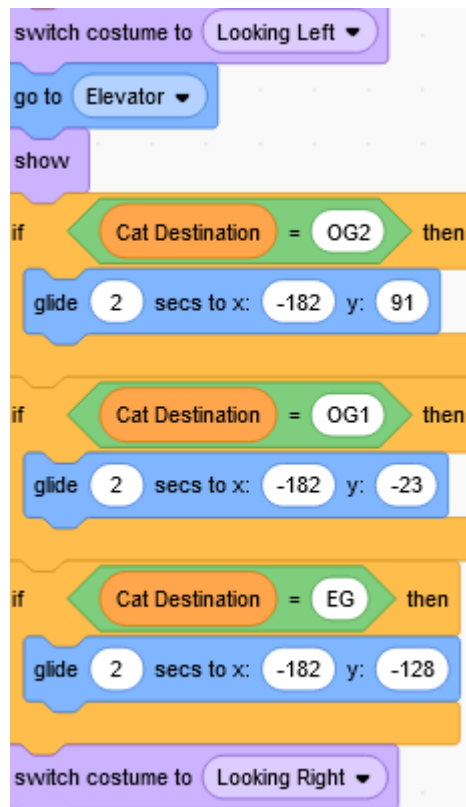 switch costume to Looking Left
go to Elevator
show
if Cat Destination = OG2 then
glide 2 secs to x: -182 y: 91
if Cat Destination = OG1 then
glide 2 secs to x: -182 y: -23
if Cat Destination = EG then
glide 2 secs to x: -182 y: -128
switch costume to Looking Right